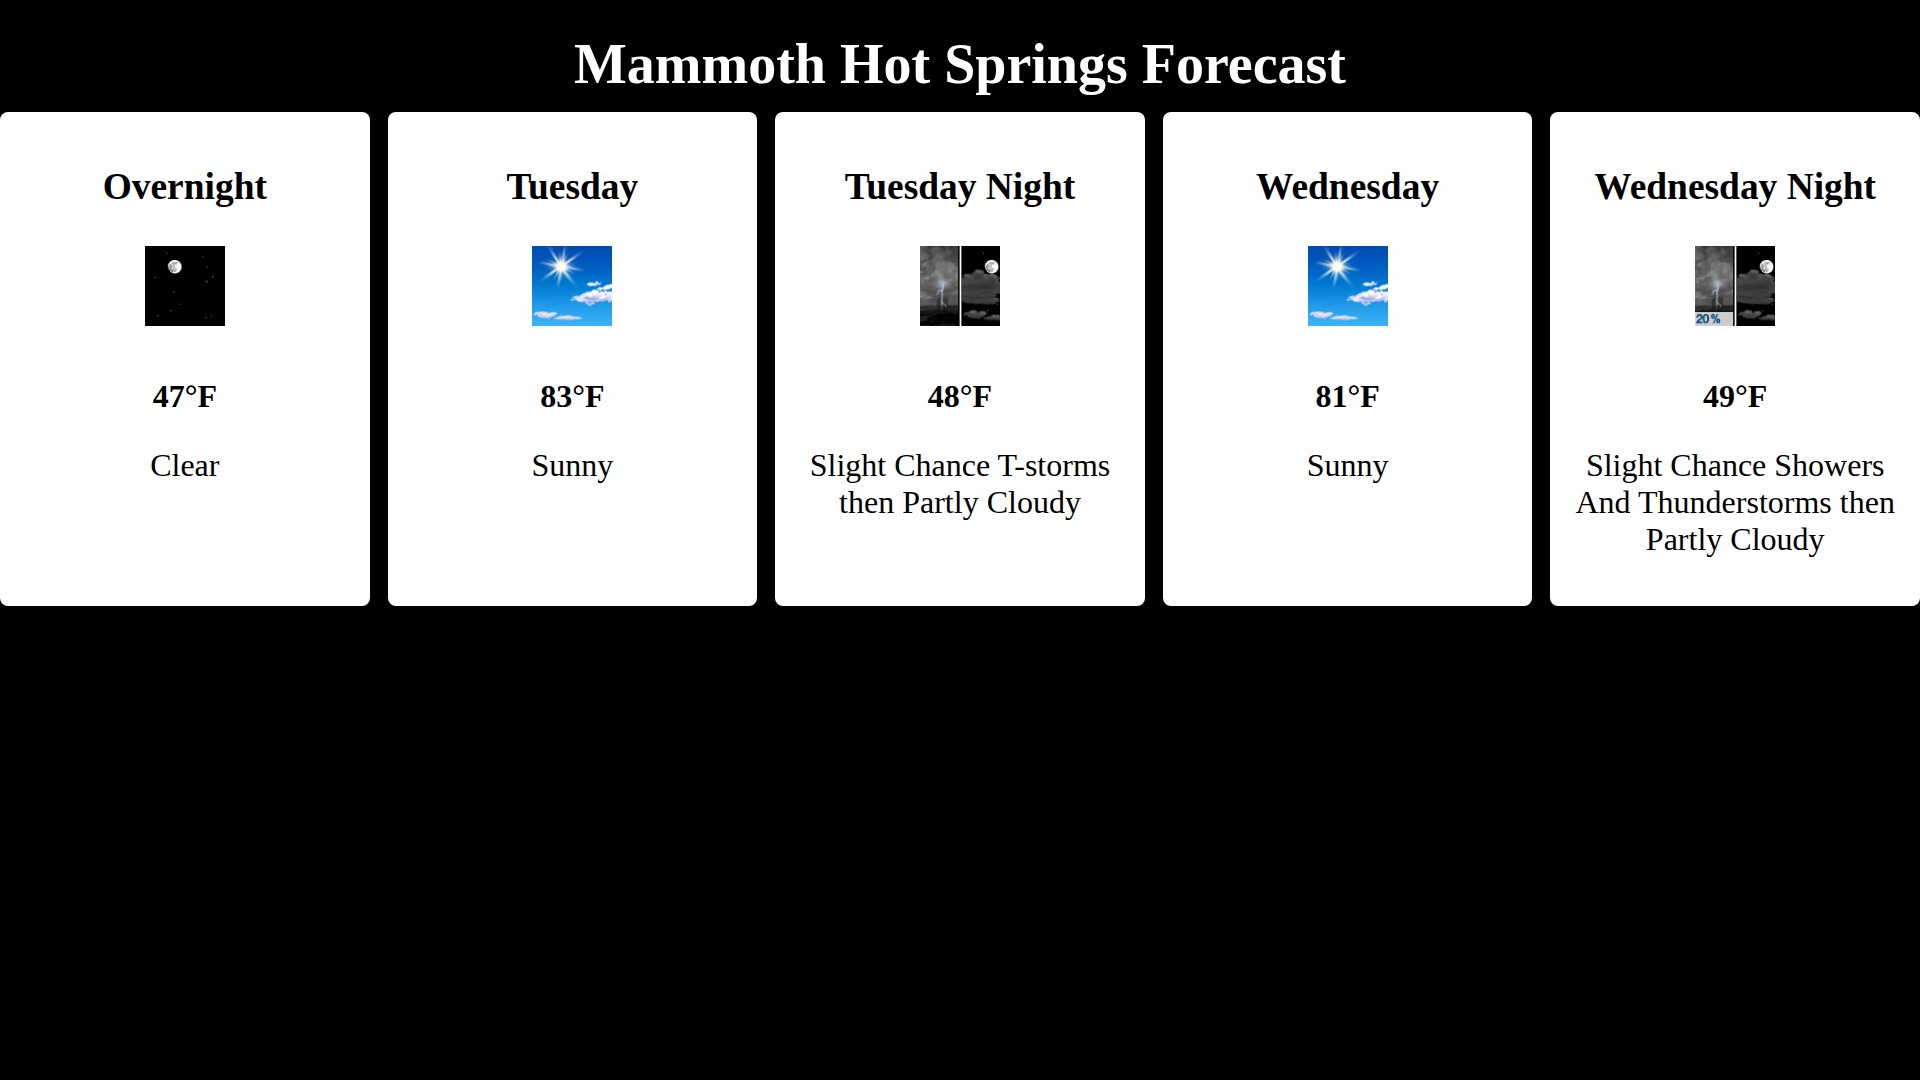 Mammoth Hot Springs Forecast
Overnight
47°F
Clear
Tuesday
83°F
Sunny
Tuesday Night
48°F
Slight Chance T-storms
then Partly Cloudy
Wednesday
81°F
Sunny
Wednesday Night
20%
49°F
Slight Chance Showers
And Thunderstorms then
Partly Cloudy